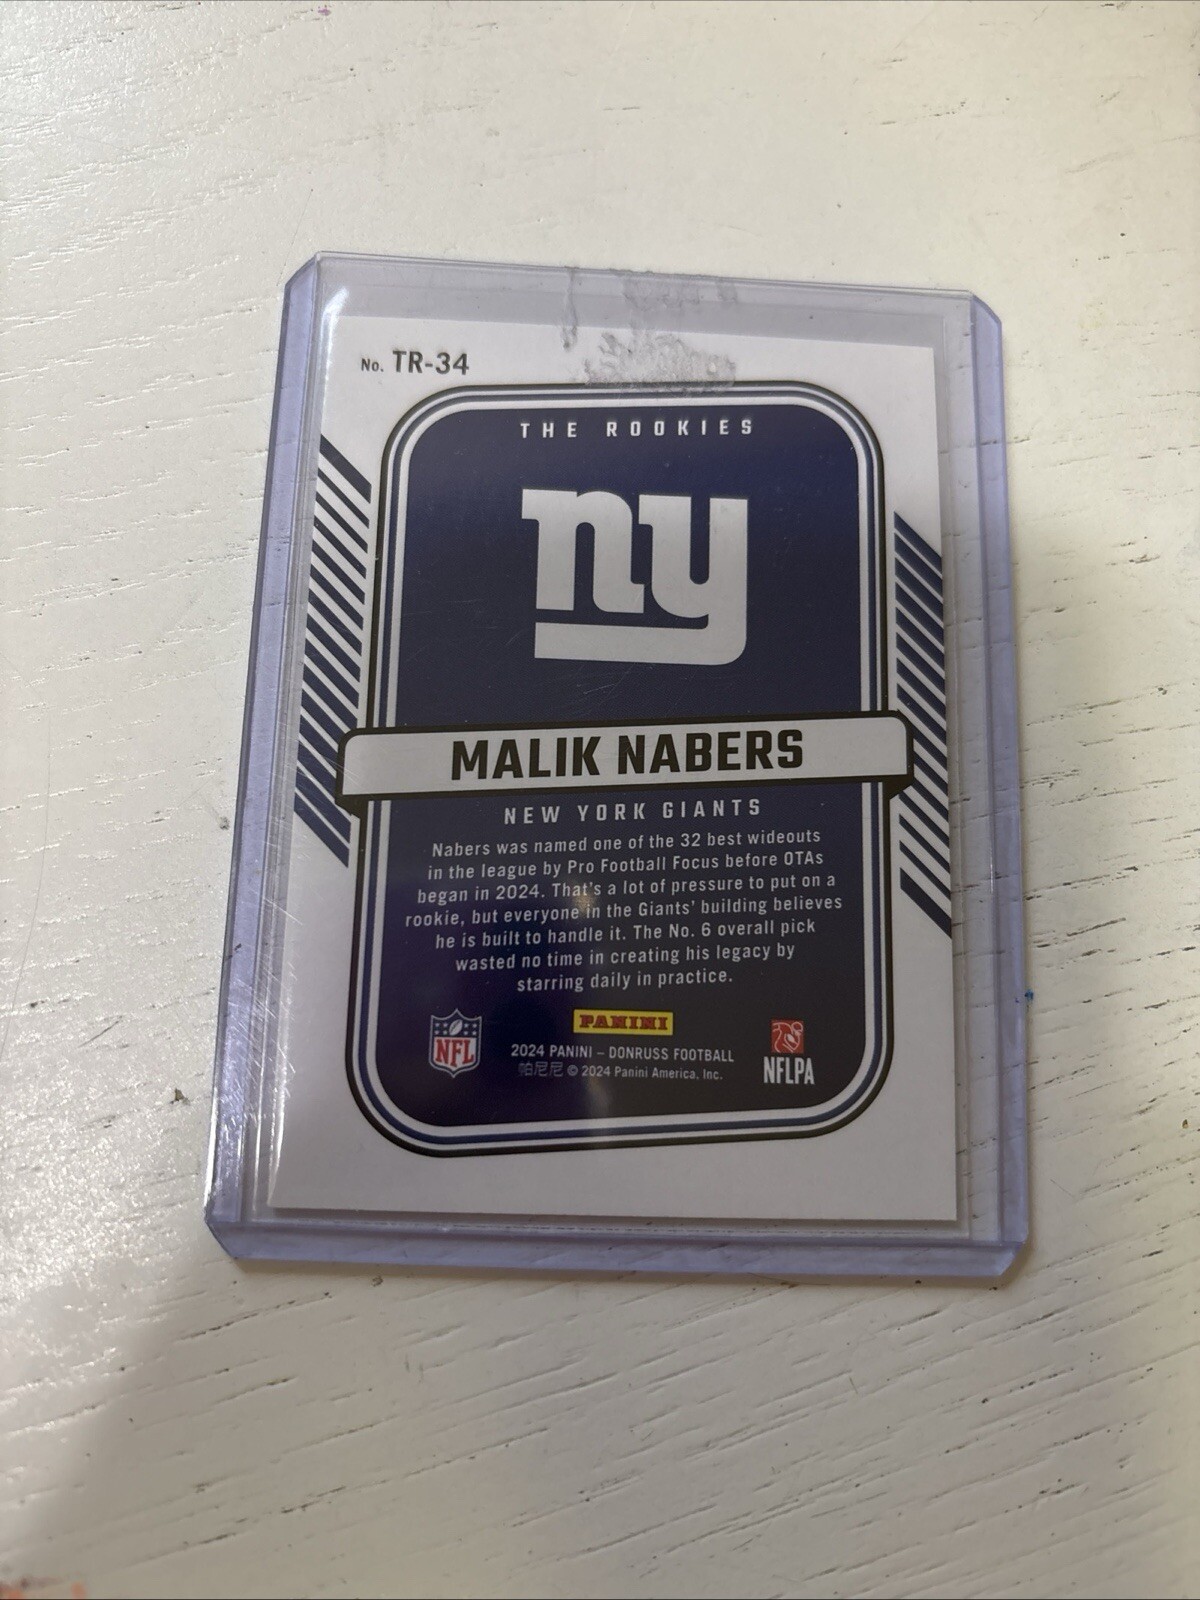 No. TR-34
THE ROOKIES
ny
MALIK NABERS
NEW YORK GIANTS
Nabers was named one of the 32 best wideouts
in the league by Pro Football Focus before OTAs
began in 2024. That's a lot of pressure to put on a
rookie, but everyone in the Giants' building believes
he is built to handle it. The No. 6 overall pick
wasted no time in creating his legacy by
starring daily in practice.
NFL
PANINI
2024 PANINI – DONRUSS FOOTBALL
帕尼尼 © 2024 Panini America, Inc.
NFLPA